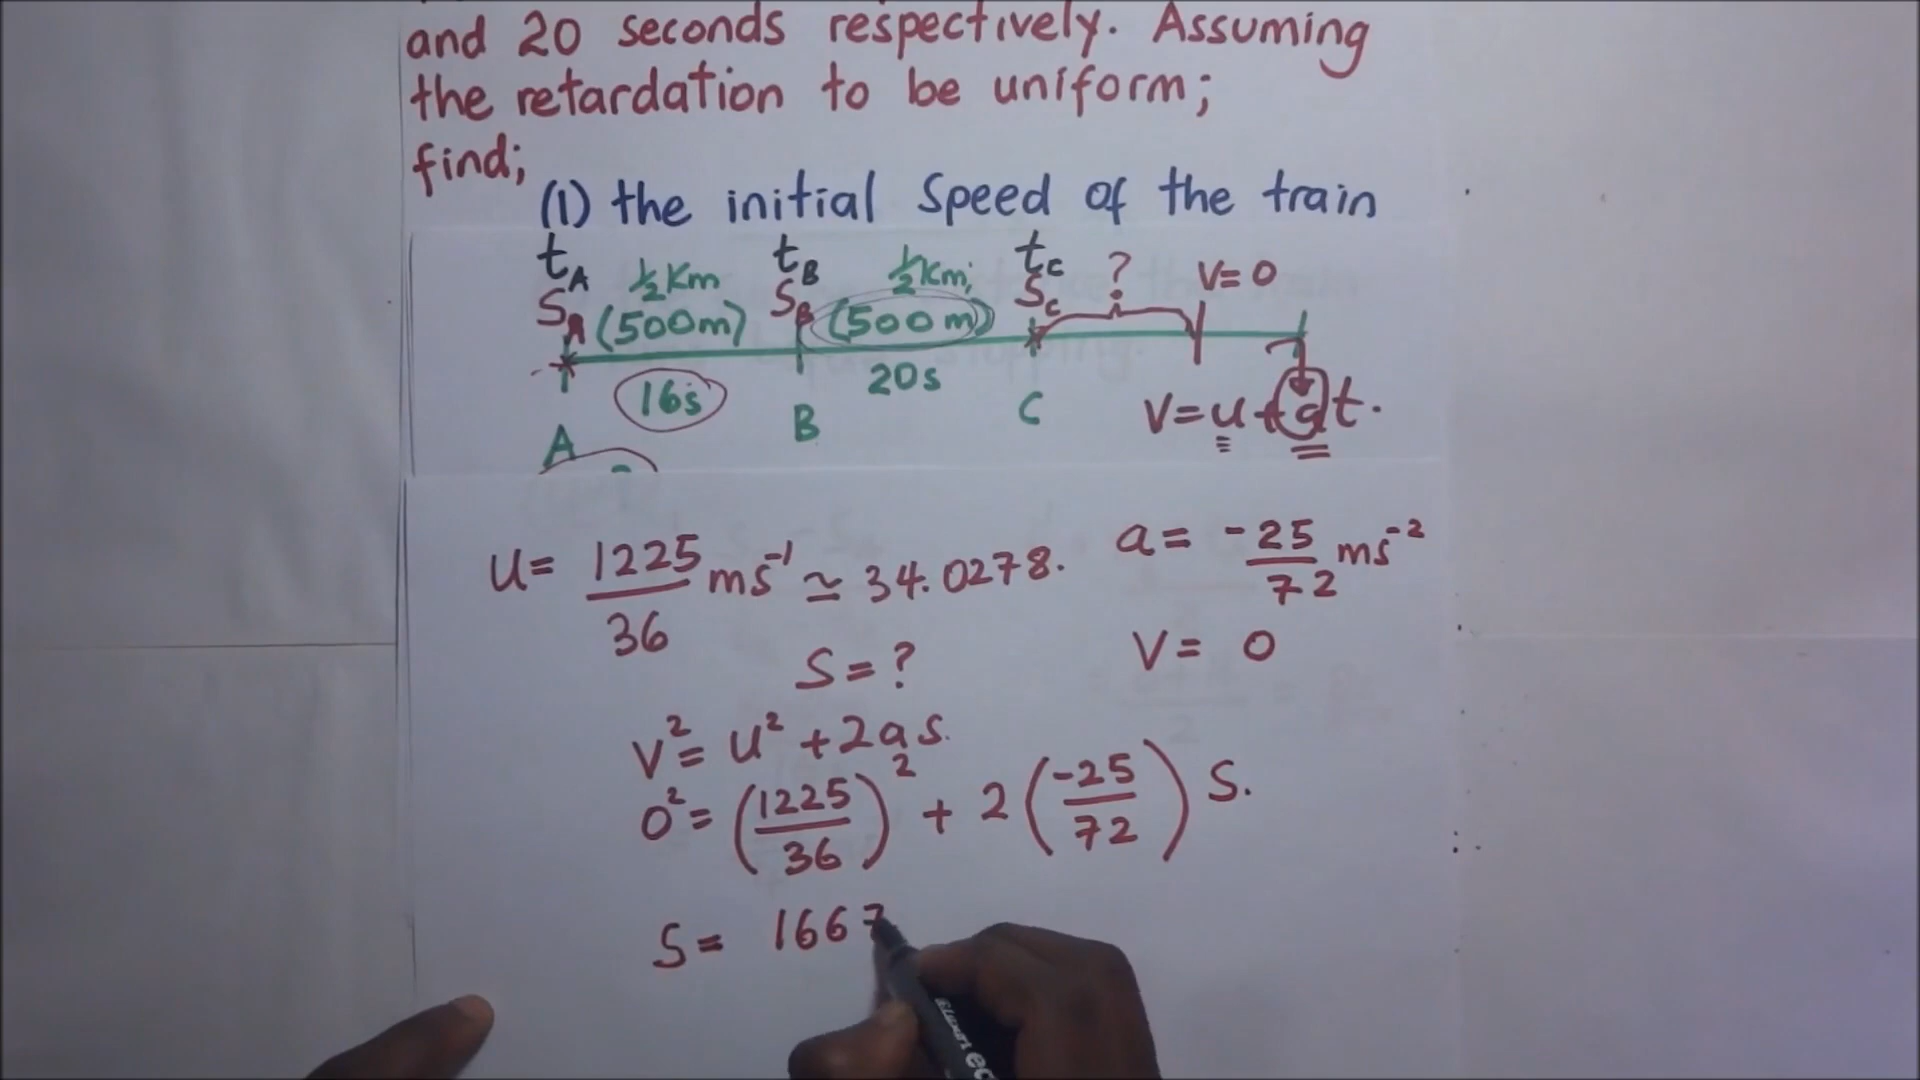 and 20 seconds respectively. Assuming
the retardation to be uniform;
find;
(1) the initial Speed of the train
tA ½Km tB ½Km, tC ? V=0
SA (500m) SB (500m) SC
16s 20s
A B C V=u+at.
U= 1225/36 ms⁻¹ ≃ 34.0278. a= -25/72 ms⁻²
S=? V= 0
V²= U² +2as.
0²= (1225/36)² + 2(-25/72) S.
S= 1667